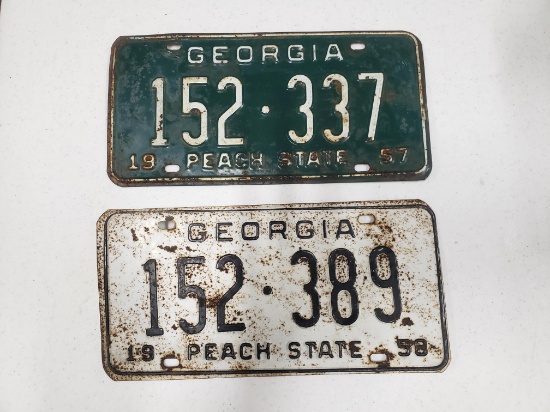 GEORGIA
152·337
19 PEACH STATE 57
GEORGIA
152·389
19 PEACH STATE 58